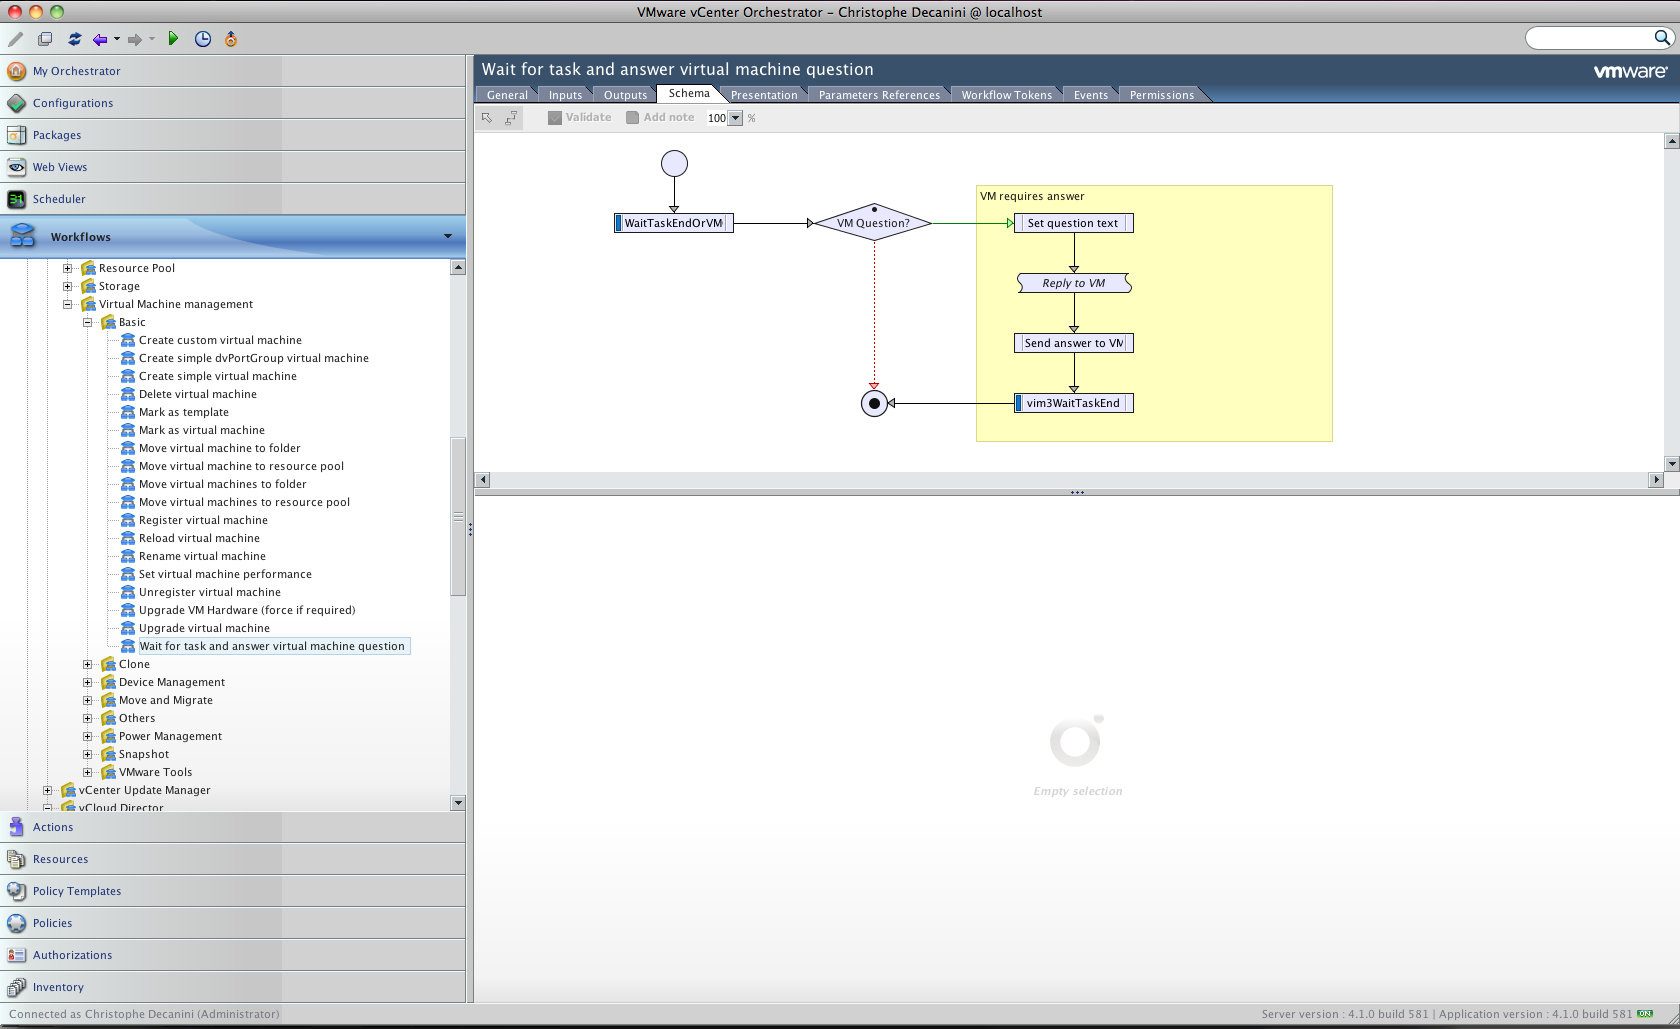 VMware vCenter Orchestrator – Christophe Decanini @ localhost
My Orchestrator
Configurations
Packages
Web Views
31
Scheduler
Workflows
Resource Pool
Storage
Virtual Machine management
Basic
Create custom virtual machine
Create simple dvPortGroup virtual machine
Create simple virtual machine
Delete virtual machine
Mark as template
Mark as virtual machine
Move virtual machine to folder
Move virtual machine to resource pool
Move virtual machines to folder
Move virtual machines to resource pool
Register virtual machine
Reload virtual machine
Rename virtual machine
Set virtual machine performance
Unregister virtual machine
Upgrade VM Hardware (force if required)
Upgrade virtual machine
Wait for task and answer virtual machine question
Clone
Device Management
Move and Migrate
Others
Power Management
Snapshot
VMware Tools
vCenter Update Manager
vCloud Director
Actions
Resources
Policy Templates
Policies
Authorizations
Inventory
Wait for task and answer virtual machine question
vmware
General Inputs Outputs Schema Presentation Parameters References Workflow Tokens Events Permissions
Validate Add note 100 %
VM requires answer
WaitTaskEndOrVM
VM Question?
Set question text
Reply to VM
Send answer to VM
vim3WaitTaskEnd
Empty selection
Connected as Christophe Decanini (Administrator)
Server version : 4.1.0 build 581 | Application version : 4.1.0 build 581 ON